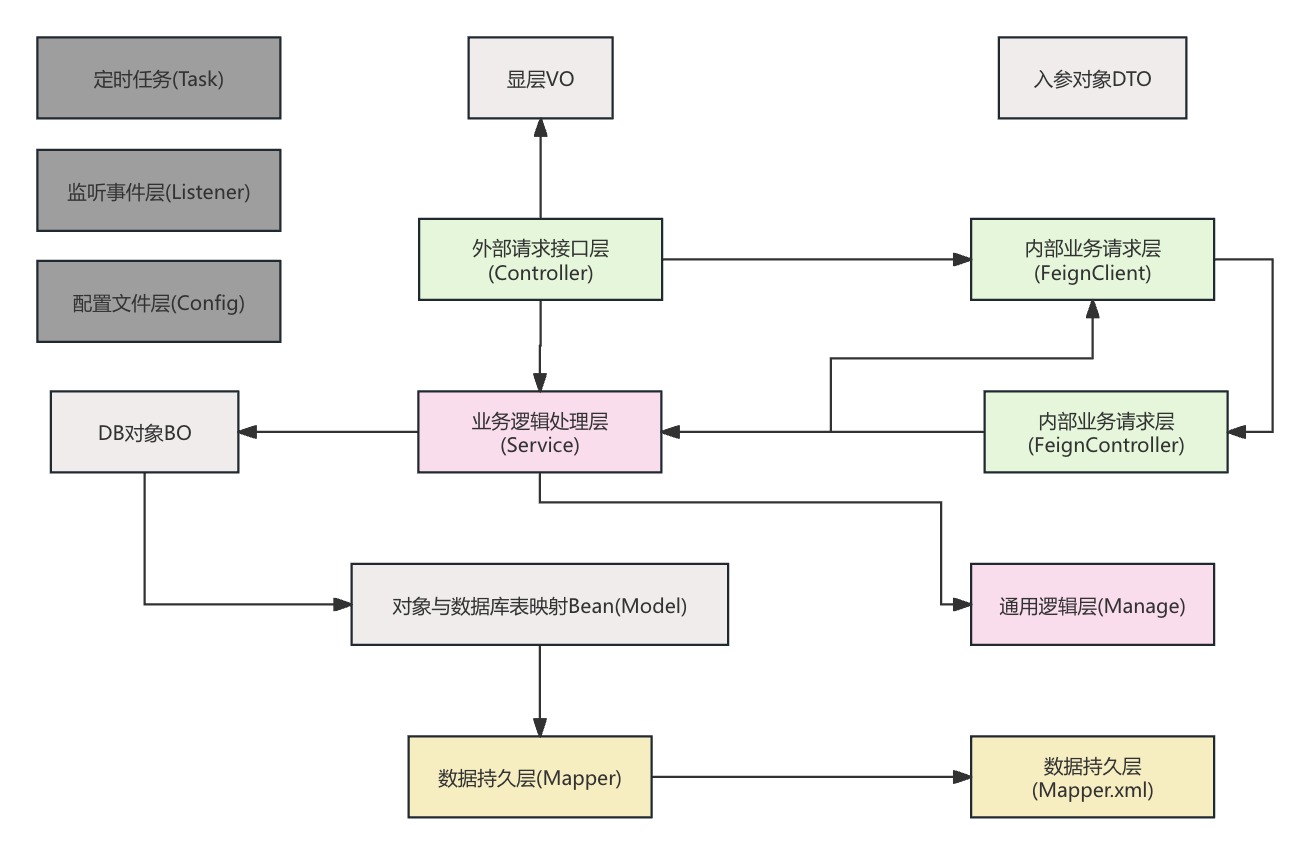 定时任务(Task)
显层VO
入参对象DTO
监听事件层(Listener)
外部请求接口层
(Controller)
内部业务请求层
(FeignClient)
配置文件层(Config)
DB对象BO
业务逻辑处理层
(Service)
内部业务请求层
(FeignController)
对象与数据库表映射Bean(Model)
通用逻辑层(Manage)
数据持久层(Mapper)
数据持久层
(Mapper.xml)